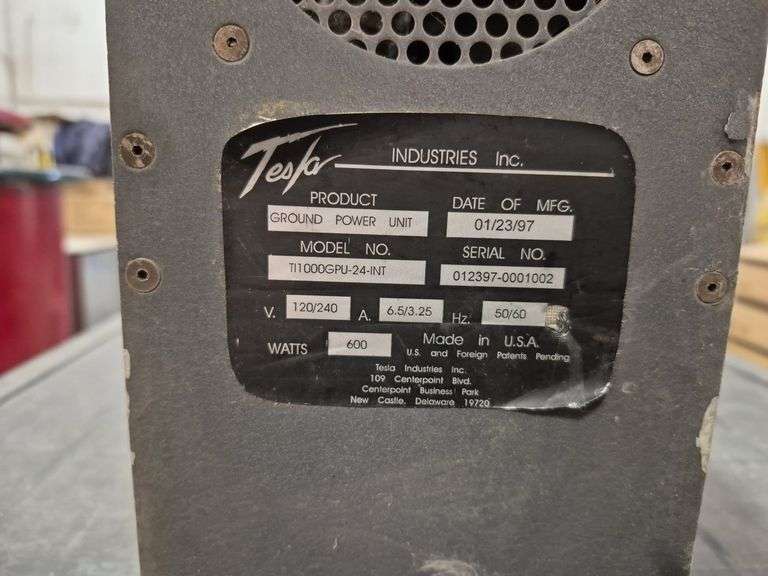 Tesla INDUSTRIES Inc.
PRODUCT DATE OF MFG.
GROUND POWER UNIT 01/23/97
MODEL NO. SERIAL NO.
TI1000GPU-24-INT 012397-0001002
V. 120/240 A. 6.5/3.25 Hz. 50/60
WATTS 600 Made in U.S.A.
U.S. and Foreign Patents Pending
Tesla Industries Inc.
109 Centerpoint Blvd.
Centerpoint Business Park
New Castle, Delaware 19720